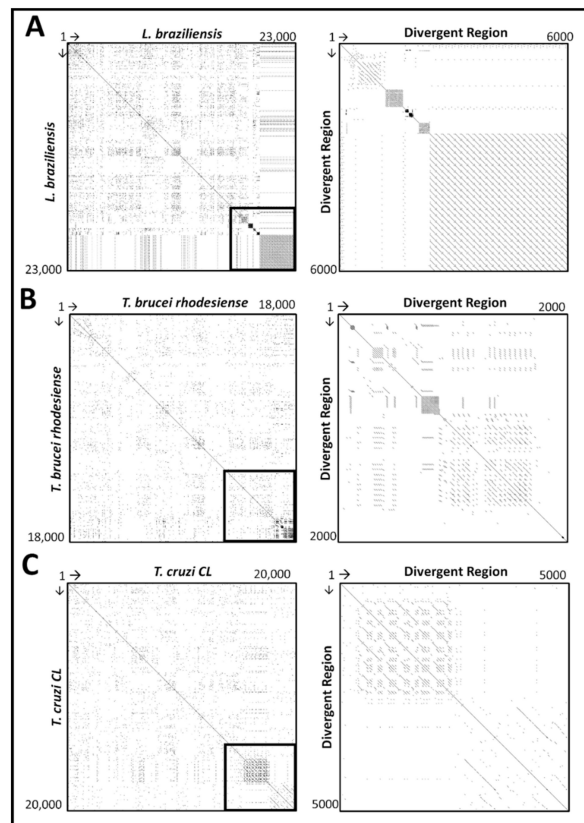 A
L. braziliensis
1 →
23,000
L. braziliensis
23,000
Divergent Region
1 →
6000
Divergent Region
6000
B
T. brucei rhodesiense
1 →
18,000
T. brucei rhodesiense
18,000
Divergent Region
1 →
2000
Divergent Region
2000
C
T. cruzi CL
1 →
20,000
T. cruzi CL
20,000
Divergent Region
1 →
5000
Divergent Region
5000